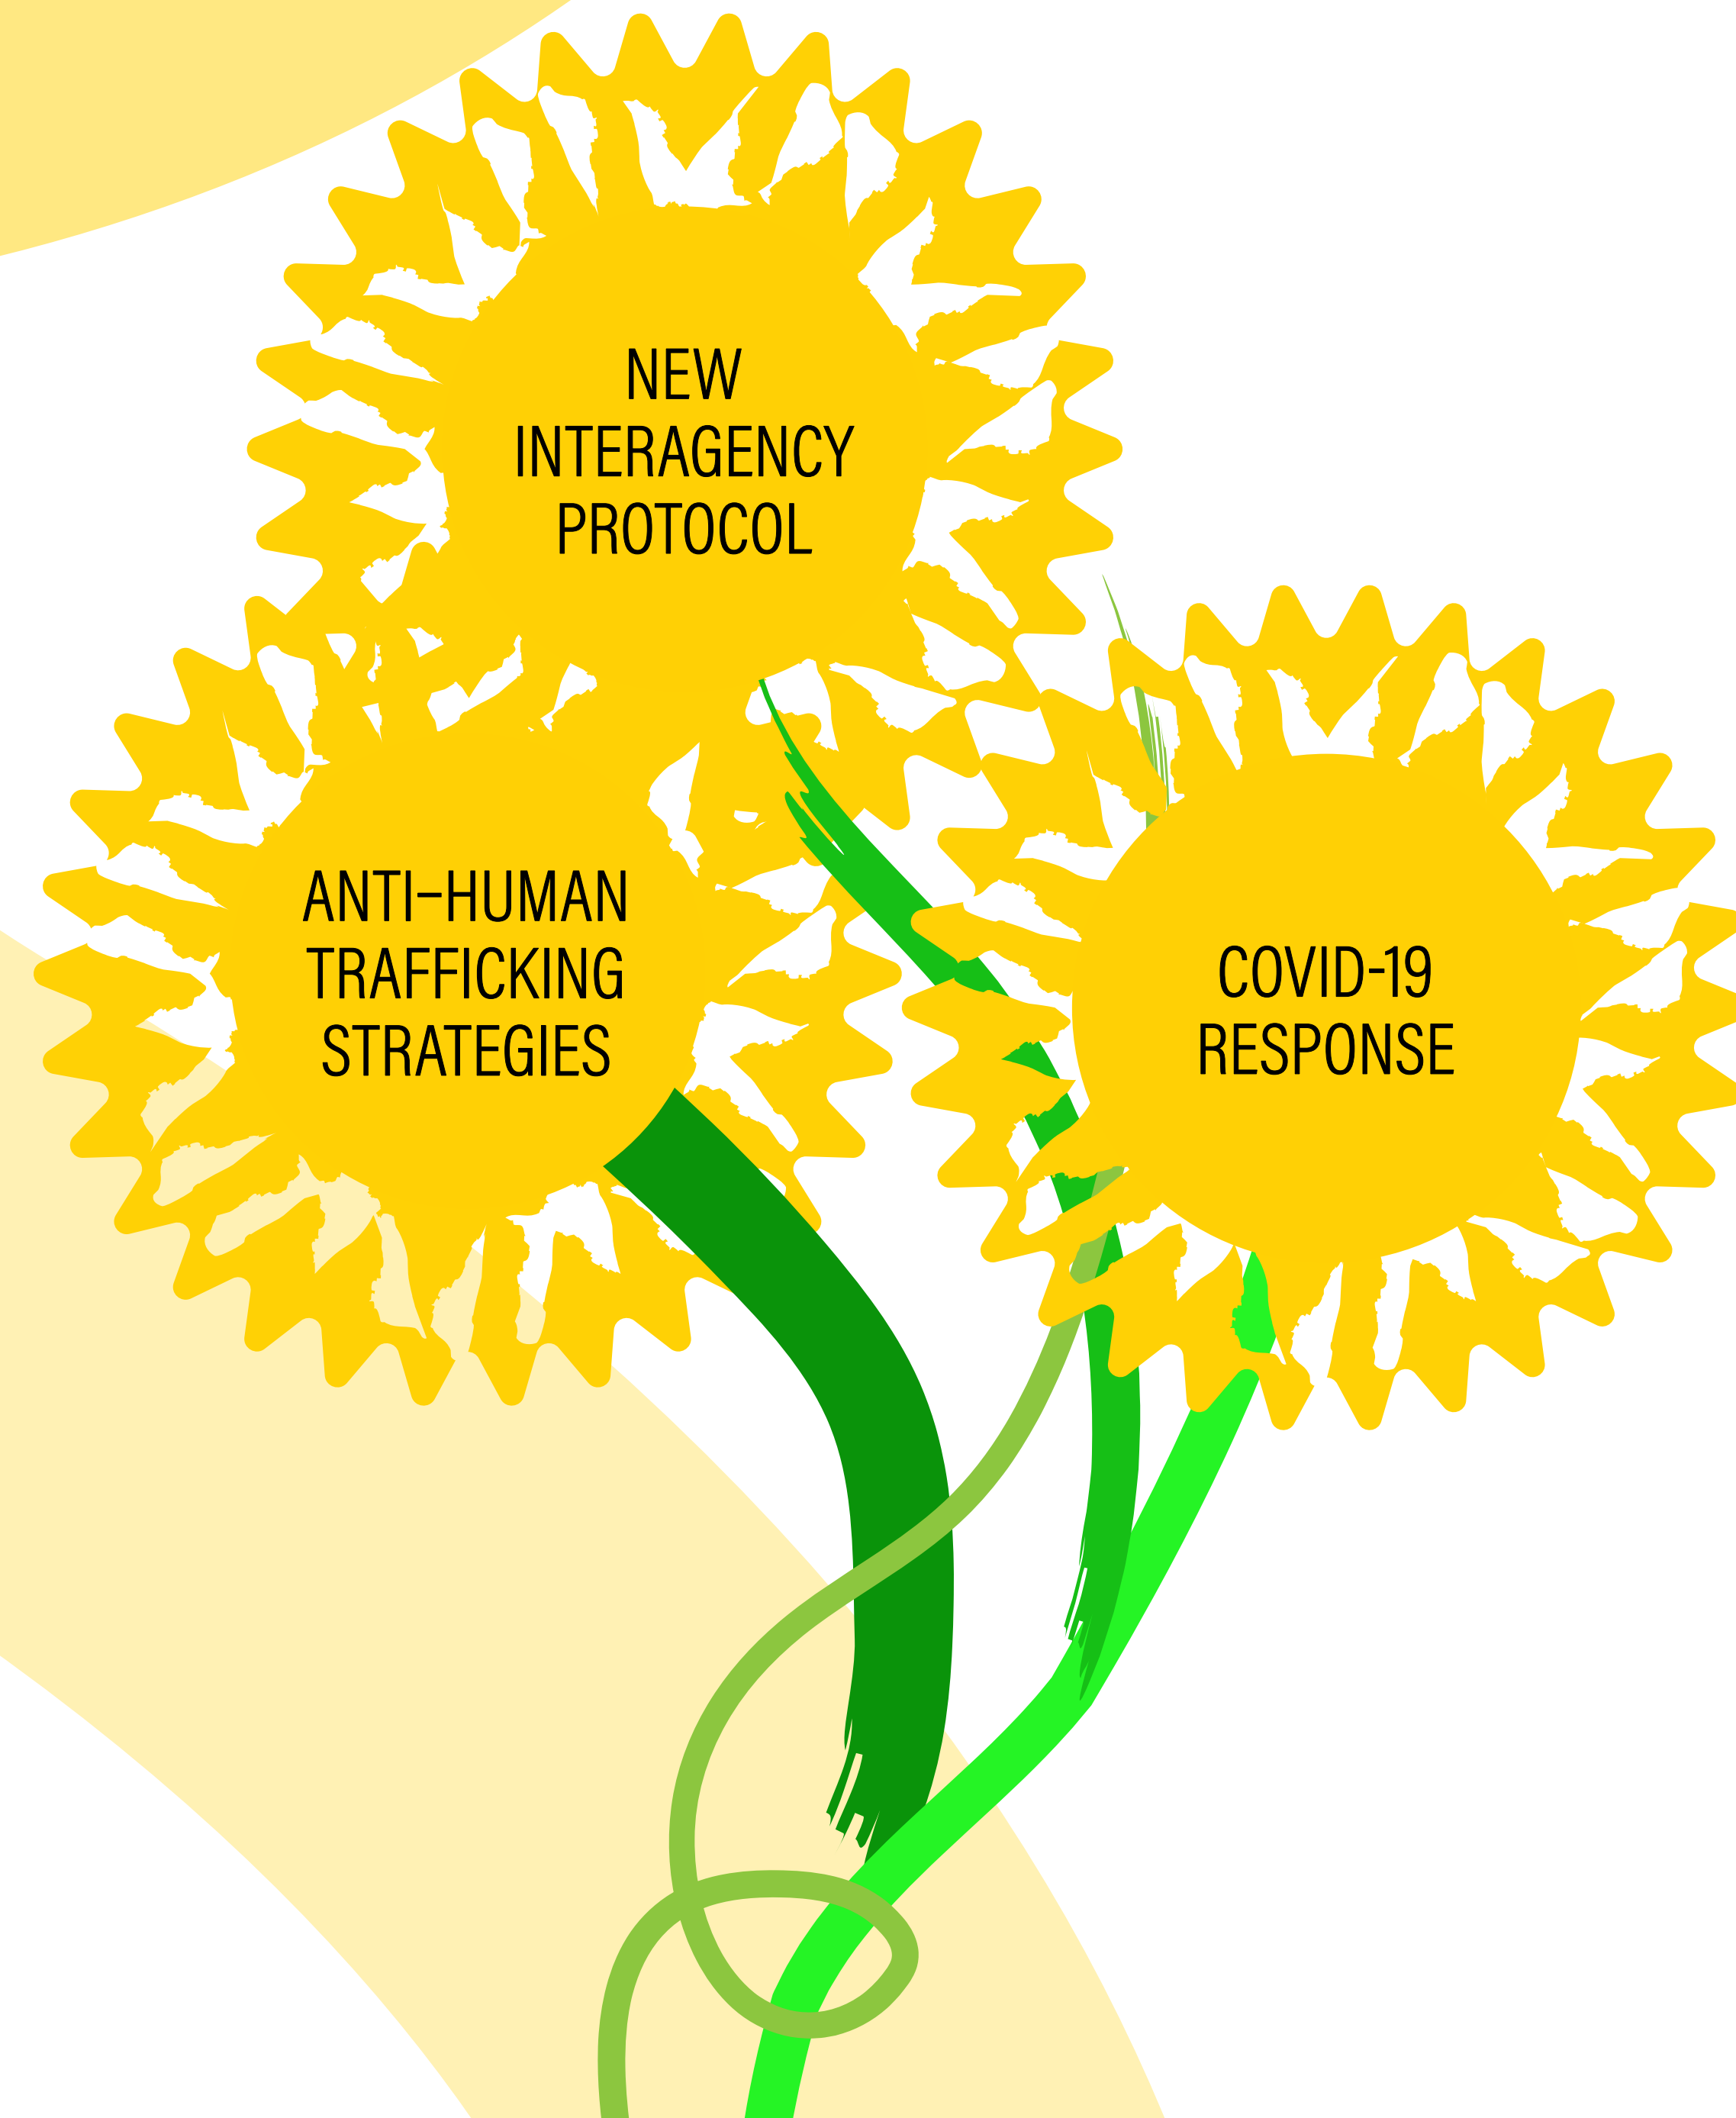 NEW
INTERAGENCY
PROTOCOL
ANTI-HUMAN
TRAFFICKING
STRATEGIES
COVID-19
RESPONSE